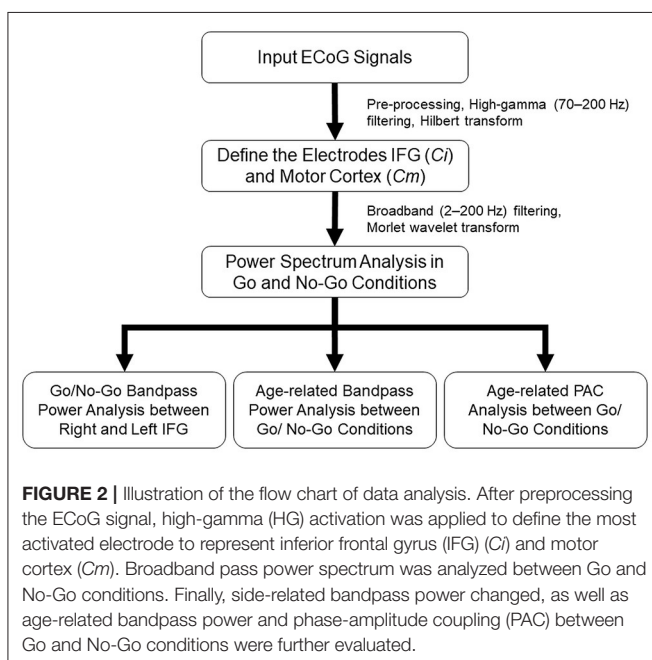 Input ECoG Signals
Pre-processing, High-gamma (70–200 Hz)
filtering, Hilbert transform
Define the Electrodes IFG (Ci)
and Motor Cortex (Cm)
Broadband (2–200 Hz) filtering,
Morlet wavelet transform
Power Spectrum Analysis in
Go and No-Go Conditions
Go/No-Go Bandpass
Power Analysis between
Right and Left IFG
Age-related Bandpass
Power Analysis between
Go/ No-Go Conditions
Age-related PAC
Analysis between Go/
No-Go Conditions
FIGURE 2 | Illustration of the flow chart of data analysis. After preprocessing
the ECoG signal, high-gamma (HG) activation was applied to define the most
activated electrode to represent inferior frontal gyrus (IFG) (Ci) and motor
cortex (Cm). Broadband pass power spectrum was analyzed between Go and
No-Go conditions. Finally, side-related bandpass power changed, as well as
age-related bandpass power and phase-amplitude coupling (PAC) between
Go and No-Go conditions were further evaluated.